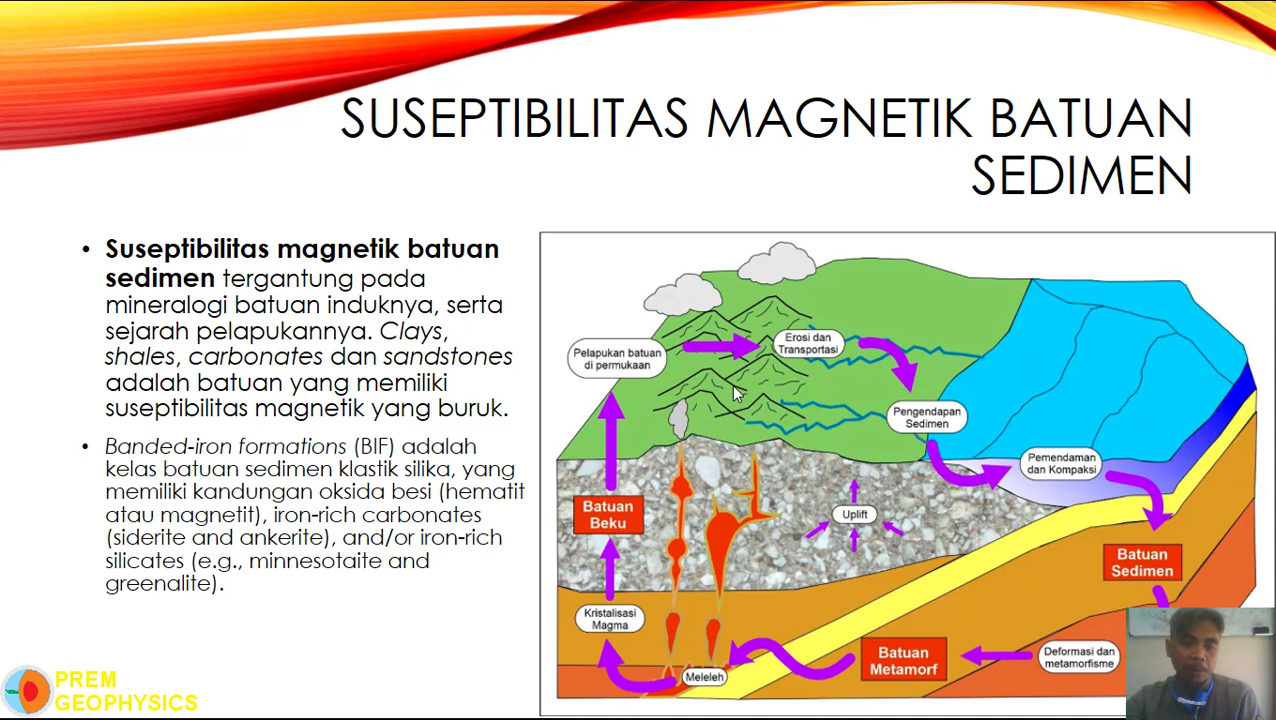 SUSEPTIBILITAS MAGNETIK BATUAN
SEDIMEN
• Suseptibilitas magnetik batuan
sedimen tergantung pada
mineralogi batuan induknya, serta
sejarah pelapukannya. Clays,
shales, carbonates dan sandstones
adalah batuan yang memiliki
suseptibilitas magnetik yang buruk.
• Banded-iron formations (BIF) adalah
kelas batuan sedimen klastik silika, yang
memiliki kandungan oksida besi (hematit
atau magnetit), iron-rich carbonates
(siderite and ankerite), and/or iron-rich
silicates (e.g., minnesotaite and
greenalite).
Pelapukan batuan
di permukaan
Erosi dan
Transportasi
Pengendapan
Sedimen
Pemendaman
dan Kompaksi
Batuan
Beku
Uplift
Batuan
Sedimen
Kristalisasi
Magma
Meleleh
Batuan
Metamorf
Deformasi dan
metamorfisme
PREM
GEOPHYSICS